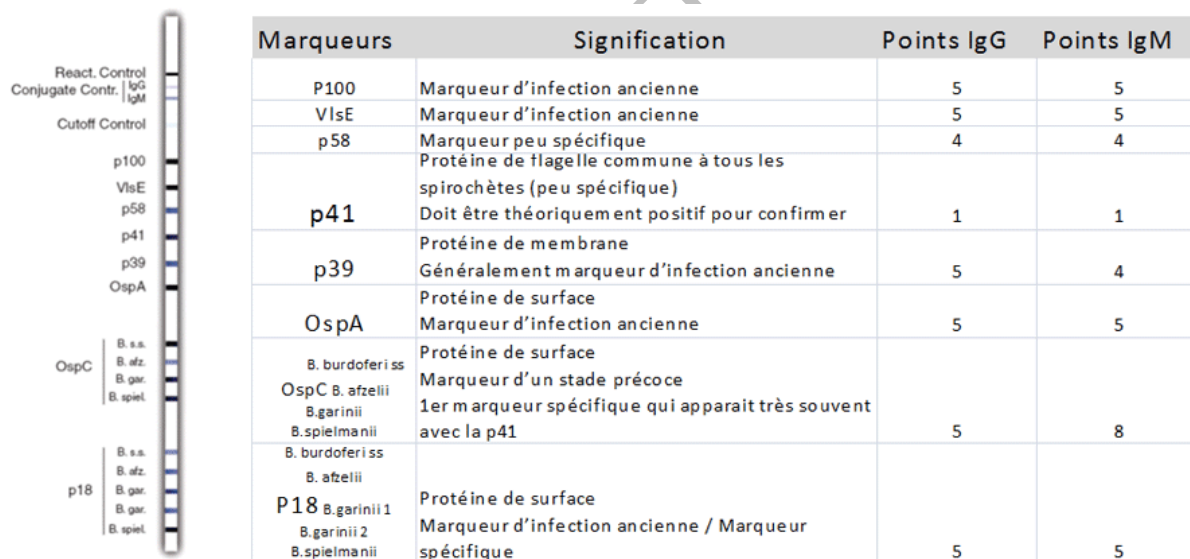 React. Control
Conjugate Contr.
IgG
IgM
Cutoff Control
p100
VlsE
p58
p41
p39
OspA
OspC
B. s.s.
B. afz.
B. gar.
B. spiel.
p18
B. s.s.
B. afz.
B. gar.
B. gar.
B. spiel.
Marqueurs Signification Points IgG Points IgM
P100 Marqueur d'infection ancienne 5 5
VlsE Marqueur d'infection ancienne 5 5
p58 Marqueur peu spécifique 4 4
Protéine de flagelle commune à tous les
spirochètes (peu spécifique)
p41 Doit être théoriquement positif pour confirmer 1 1
Protéine de membrane
p39 Généralement marqueur d'infection ancienne 5 4
Protéine de surface
OspA Marqueur d'infection ancienne 5 5
Protéine de surface
B. burdoferi ss
Marqueur d'un stade précoce
OspC B. afzelii
1er marqueur spécifique qui apparait très souvent
B.garinii
B.spielmanii avec la p41 5 8
B. burdoferi ss
B. afzelii
Protéine de surface
P18 B.garinii 1
Marqueur d'infection ancienne / Marqueur
B.garinii 2
B.spielmanii spécifique 5 5